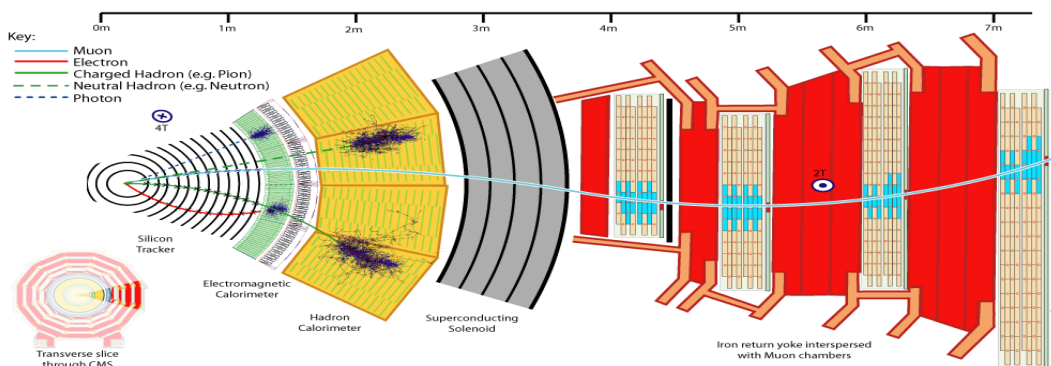 0m 1m 2m 3m 4m 5m 6m 7m
Key:
Muon
Electron
Charged Hadron (e.g. Pion)
Neutral Hadron (e.g. Neutron)
Photon
4T
2T
Silicon
Tracker
Electromagnetic
Calorimeter
Hadron
Calorimeter
Superconducting
Solenoid
Iron return yoke interspersed
with Muon chambers
Transverse slice
through CMS